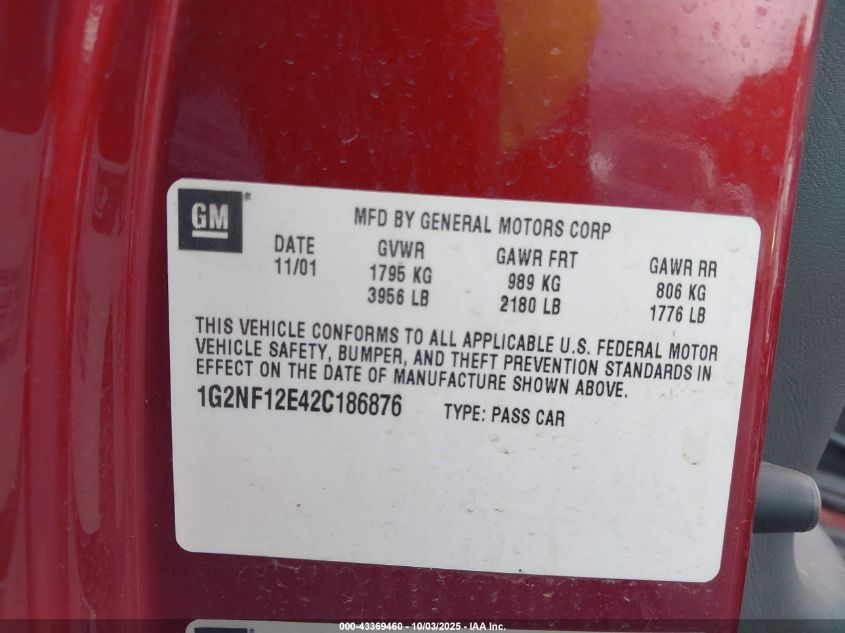 GM
MFD BY GENERAL MOTORS CORP
DATE GVWR GAWR FRT GAWR RR
11/01 1795 KG 989 KG 806 KG
3956 LB 2180 LB 1776 LB
THIS VEHICLE CONFORMS TO ALL APPLICABLE U.S. FEDERAL MOTOR
VEHICLE SAFETY, BUMPER, AND THEFT PREVENTION STANDARDS IN
EFFECT ON THE DATE OF MANUFACTURE SHOWN ABOVE.
1G2NF12E42C186876 TYPE: PASS CAR
000-43369460 - 10/03/2025 - IAA Inc.